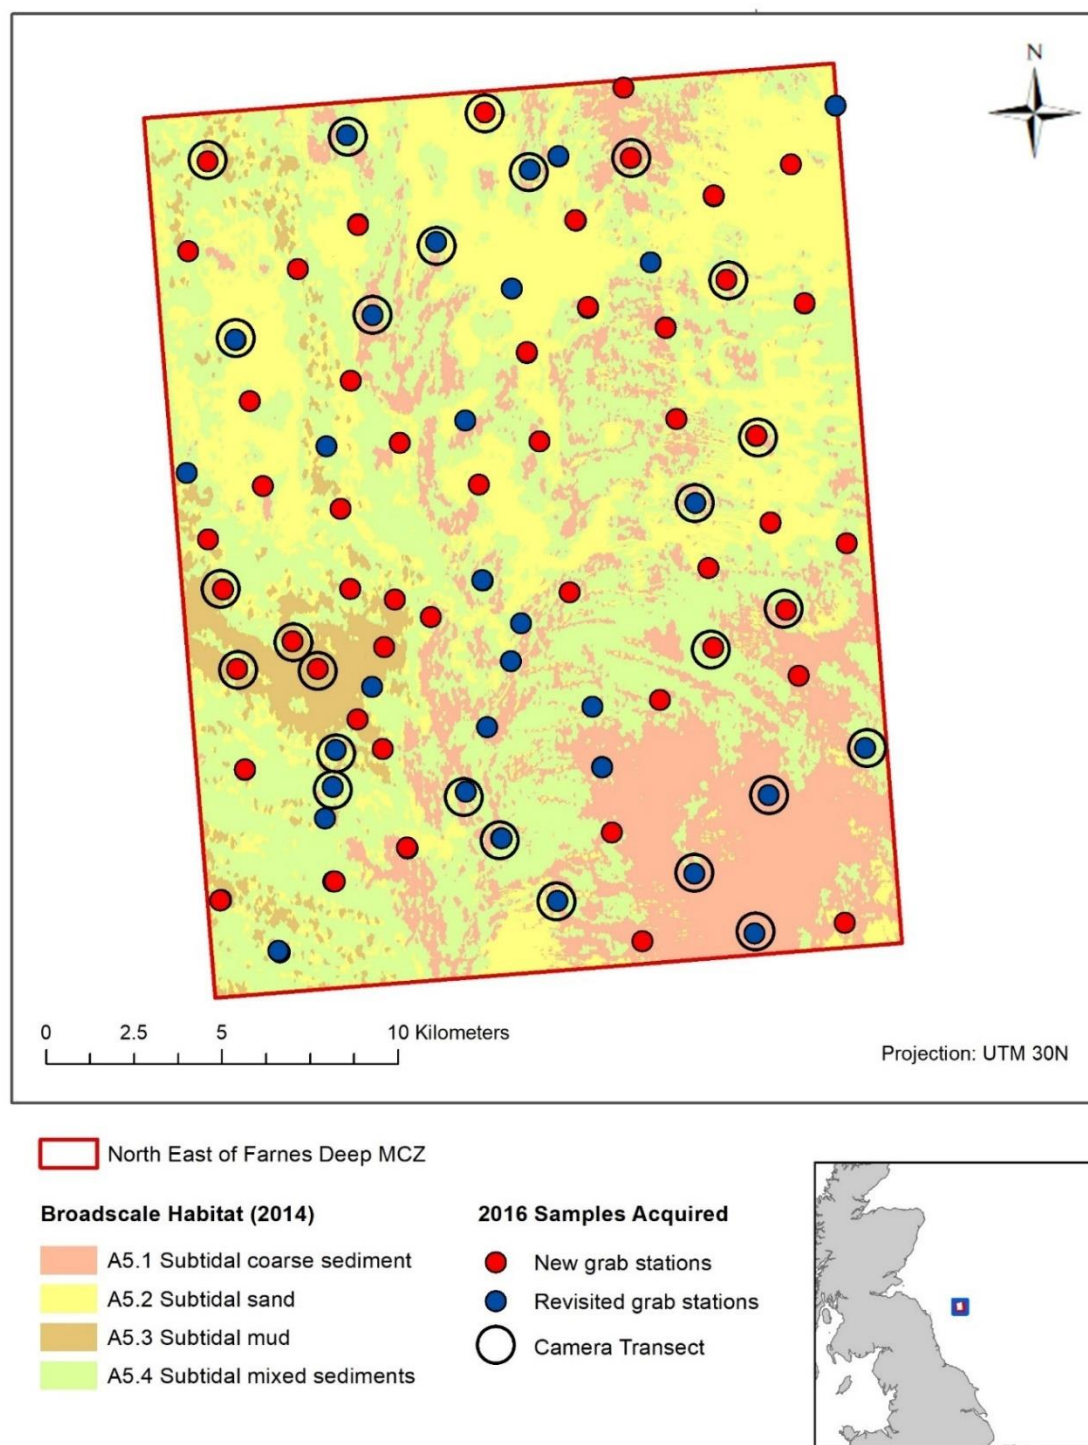 N
0 2.5 5 10 Kilometers
Projection: UTM 30N
North East of Farnes Deep MCZ
Broadscale Habitat (2014)
A5.1 Subtidal coarse sediment
A5.2 Subtidal sand
A5.3 Subtidal mud
A5.4 Subtidal mixed sediments
2016 Samples Acquired
New grab stations
Revisited grab stations
Camera Transect